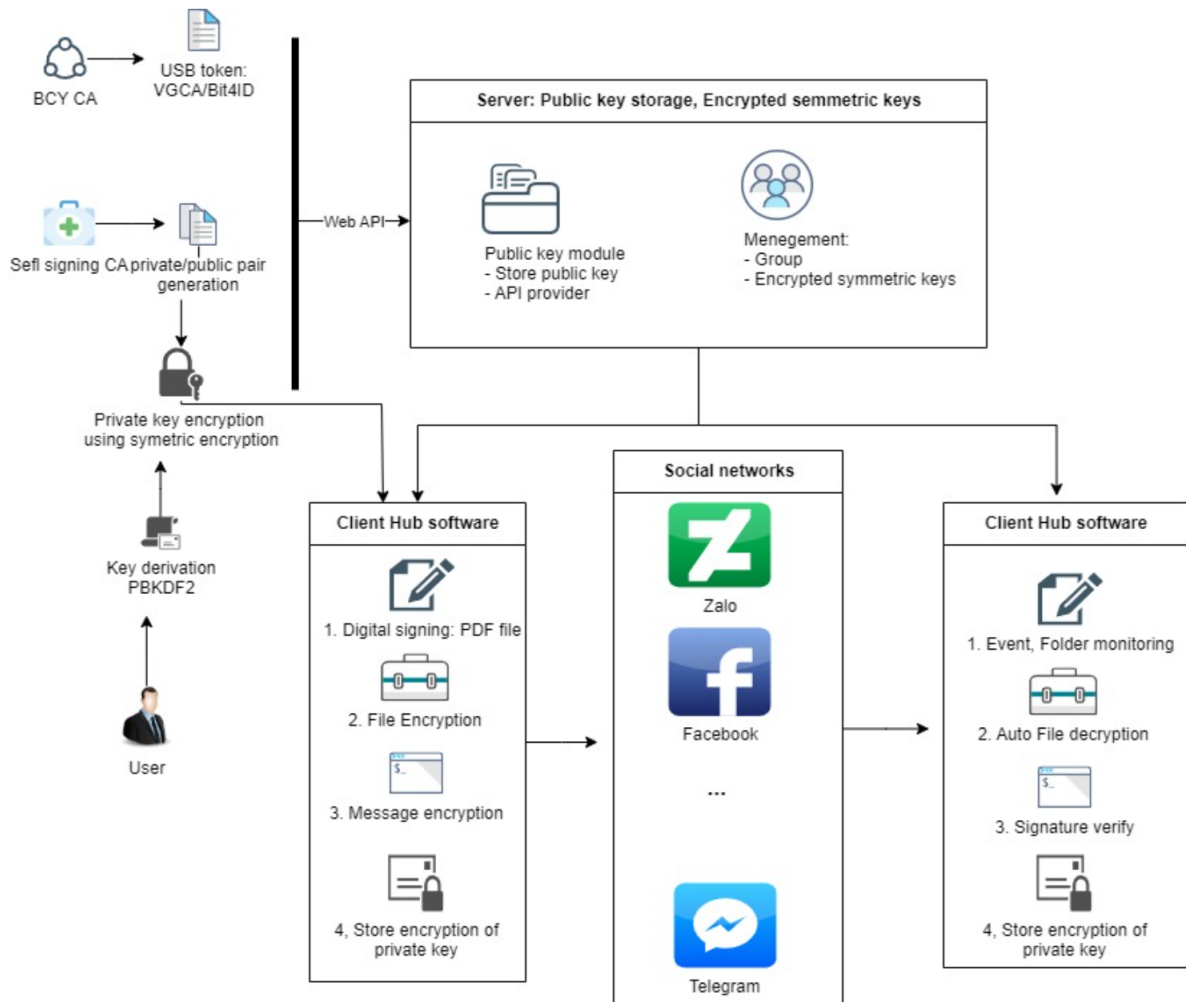 BCY CA
USB token:
VGCA/Bit4ID
Server: Public key storage, Encrypted semmetric keys
Web API
Public key module
- Store public key
- API provider
Menegement:
- Group
- Encrypted symmetric keys
Sefl signing CA
private/public pair
generation
Private key encryption
using symetric encryption
Key derivation
PBKDF2
User
Client Hub software
1. Digital signing: PDF file
2. File Encryption
3. Message encryption
4, Store encryption of
private key
Social networks
Zalo
Facebook
...
Telegram
Client Hub software
1. Event, Folder monitoring
2. Auto File decryption
3. Signature verify
4, Store encryption of
private key
$_
$_